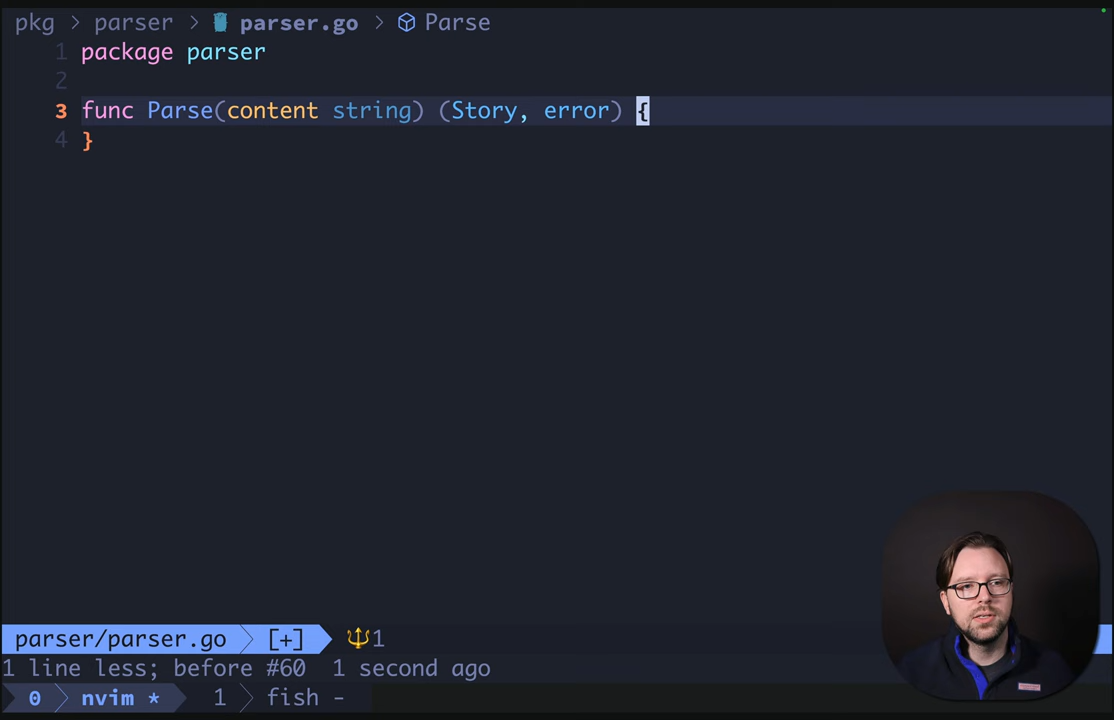 pkg > parser > parser.go > Parse
1 package parser
2
3 func Parse(content string) (Story, error) {
4 }
parser/parser.go [+] 1
1 line less; before #60 1 second ago
0 nvim * 1 fish -